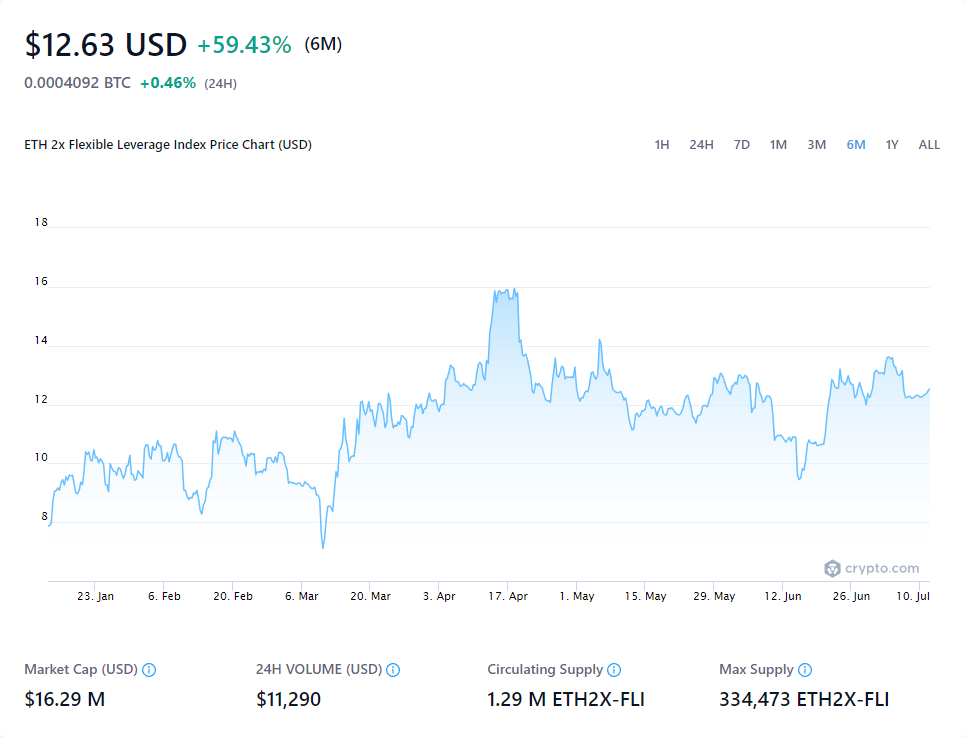 $12.63 USD +59.43% (6M)
0.0004092 BTC +0.46% (24H)
ETH 2x Flexible Leverage Index Price Chart (USD)
1H 24H 7D 1M 3M 6M 1Y ALL
18
16
14
12
10
8
crypto.com
23. Jan 6. Feb 20. Feb 6. Mar 20. Mar 3. Apr 17. Apr 1. May 15. May 29. May 12. Jun 26. Jun 10. Jul
Market Cap (USD) 24H VOLUME (USD) Circulating Supply Max Supply
$16.29 M $11,290 1.29 M ETH2X-FLI 334,473 ETH2X-FLI